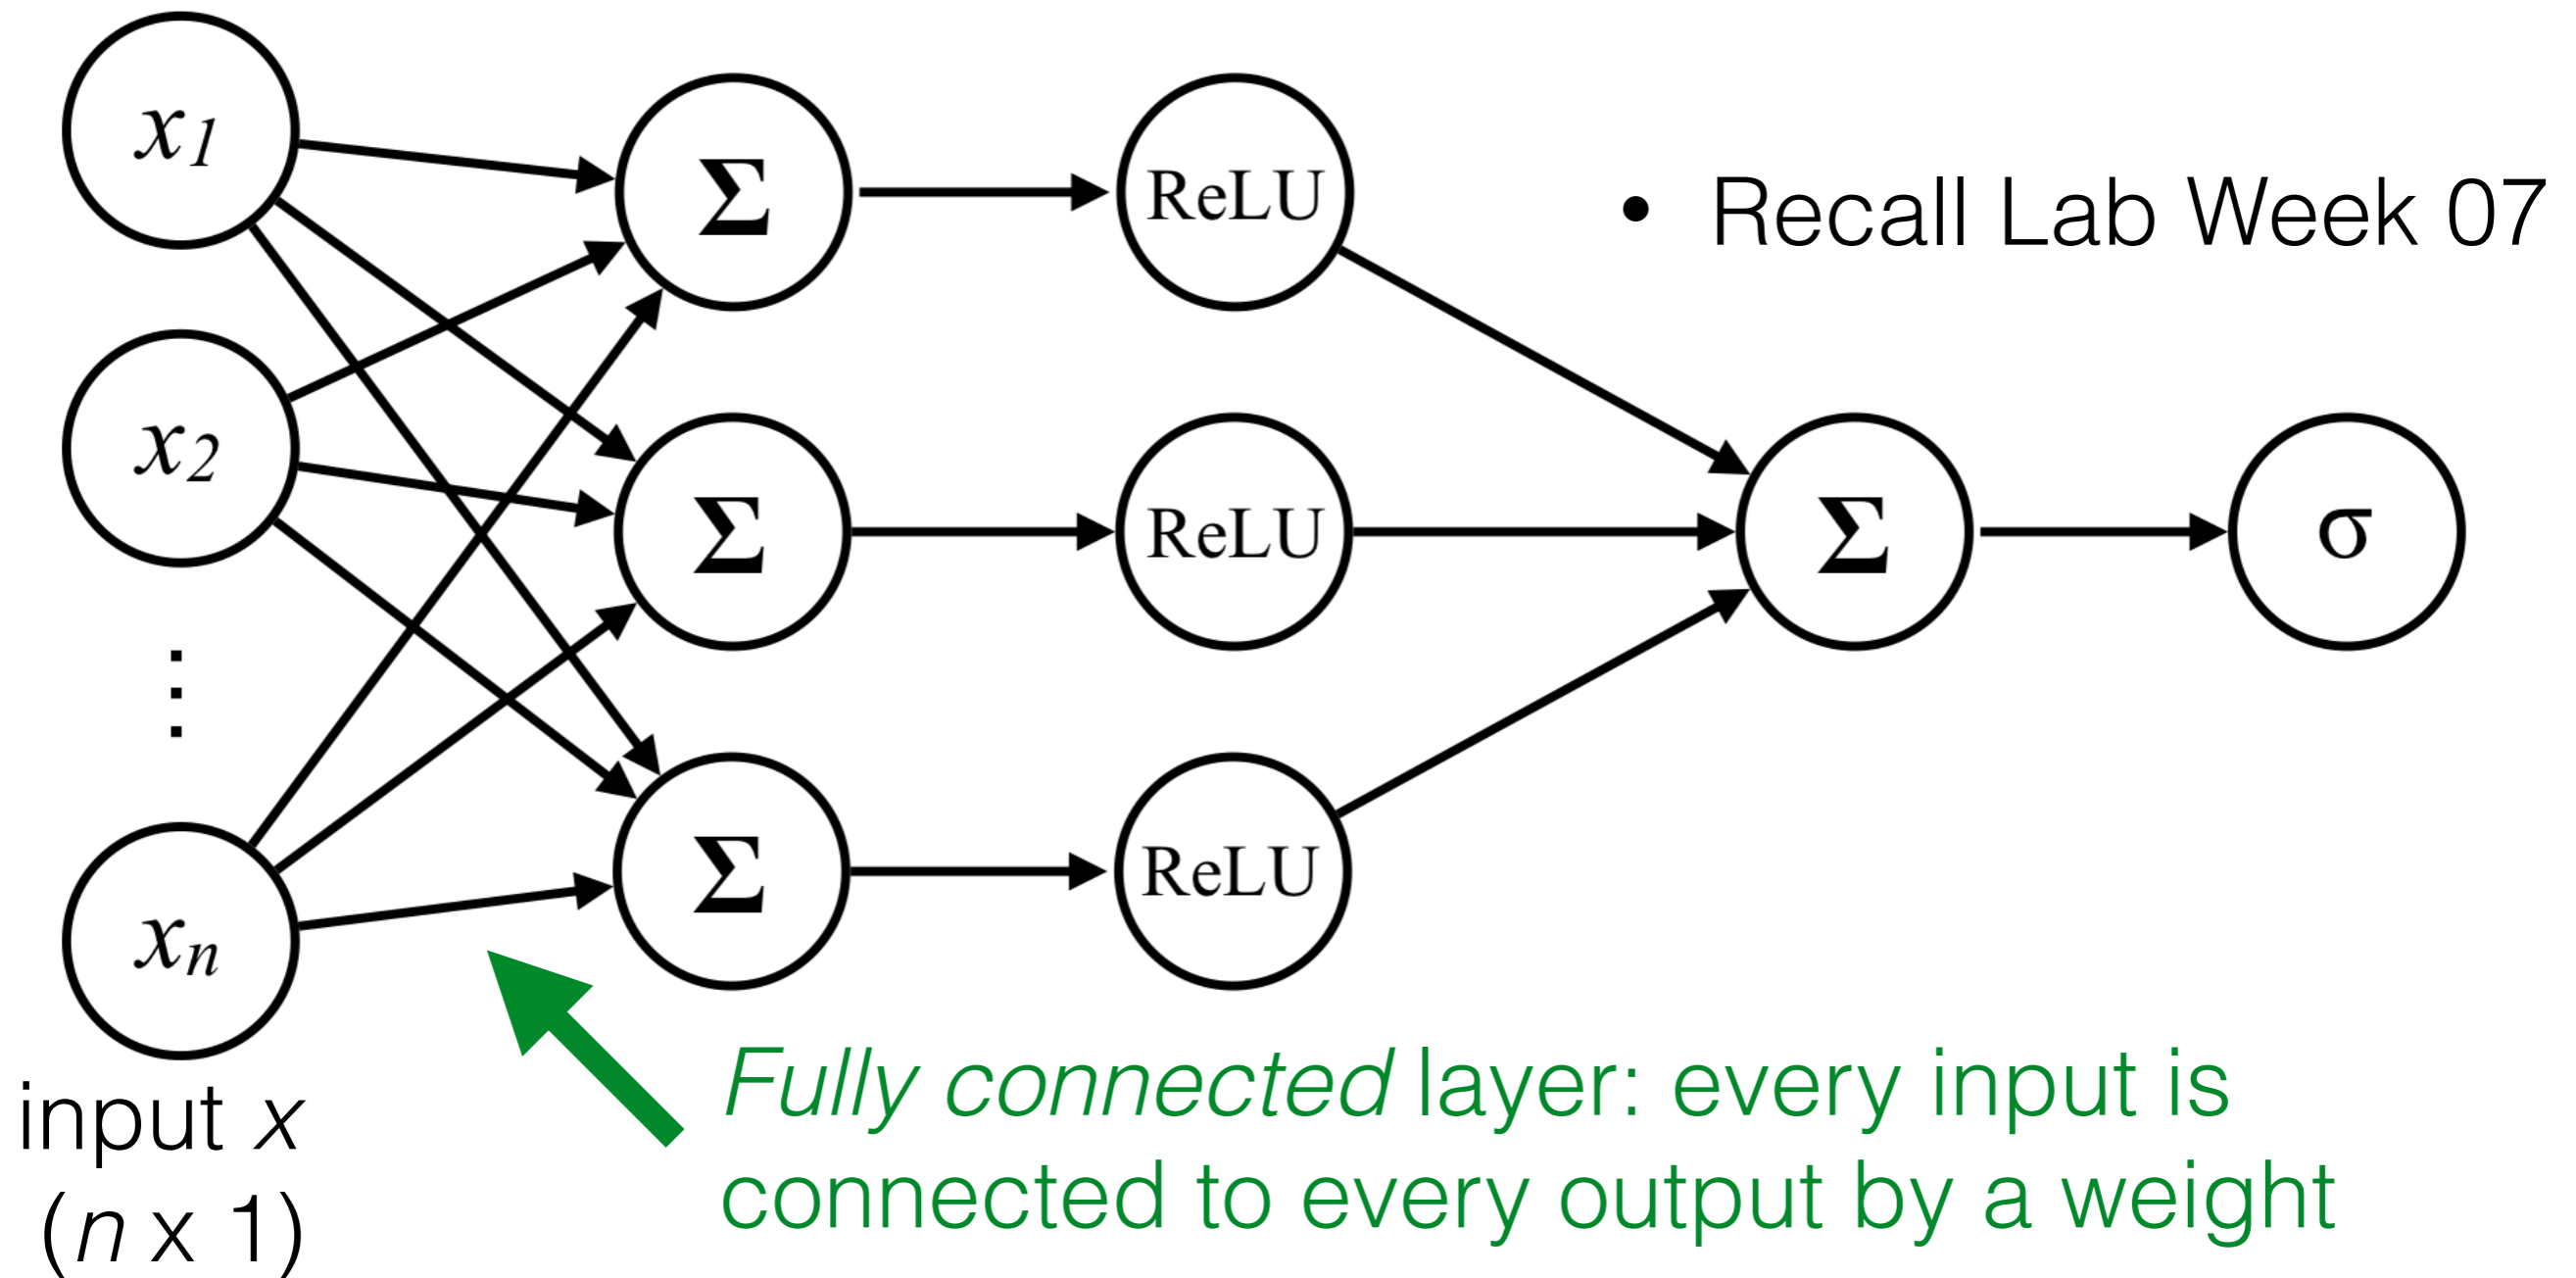 x1
Σ
ReLU
• Recall Lab Week 07
x2
Σ
ReLU
Σ
σ
⋮
xn
Σ
ReLU
input x
(n x 1)
Fully connected layer: every input is
connected to every output by a weight